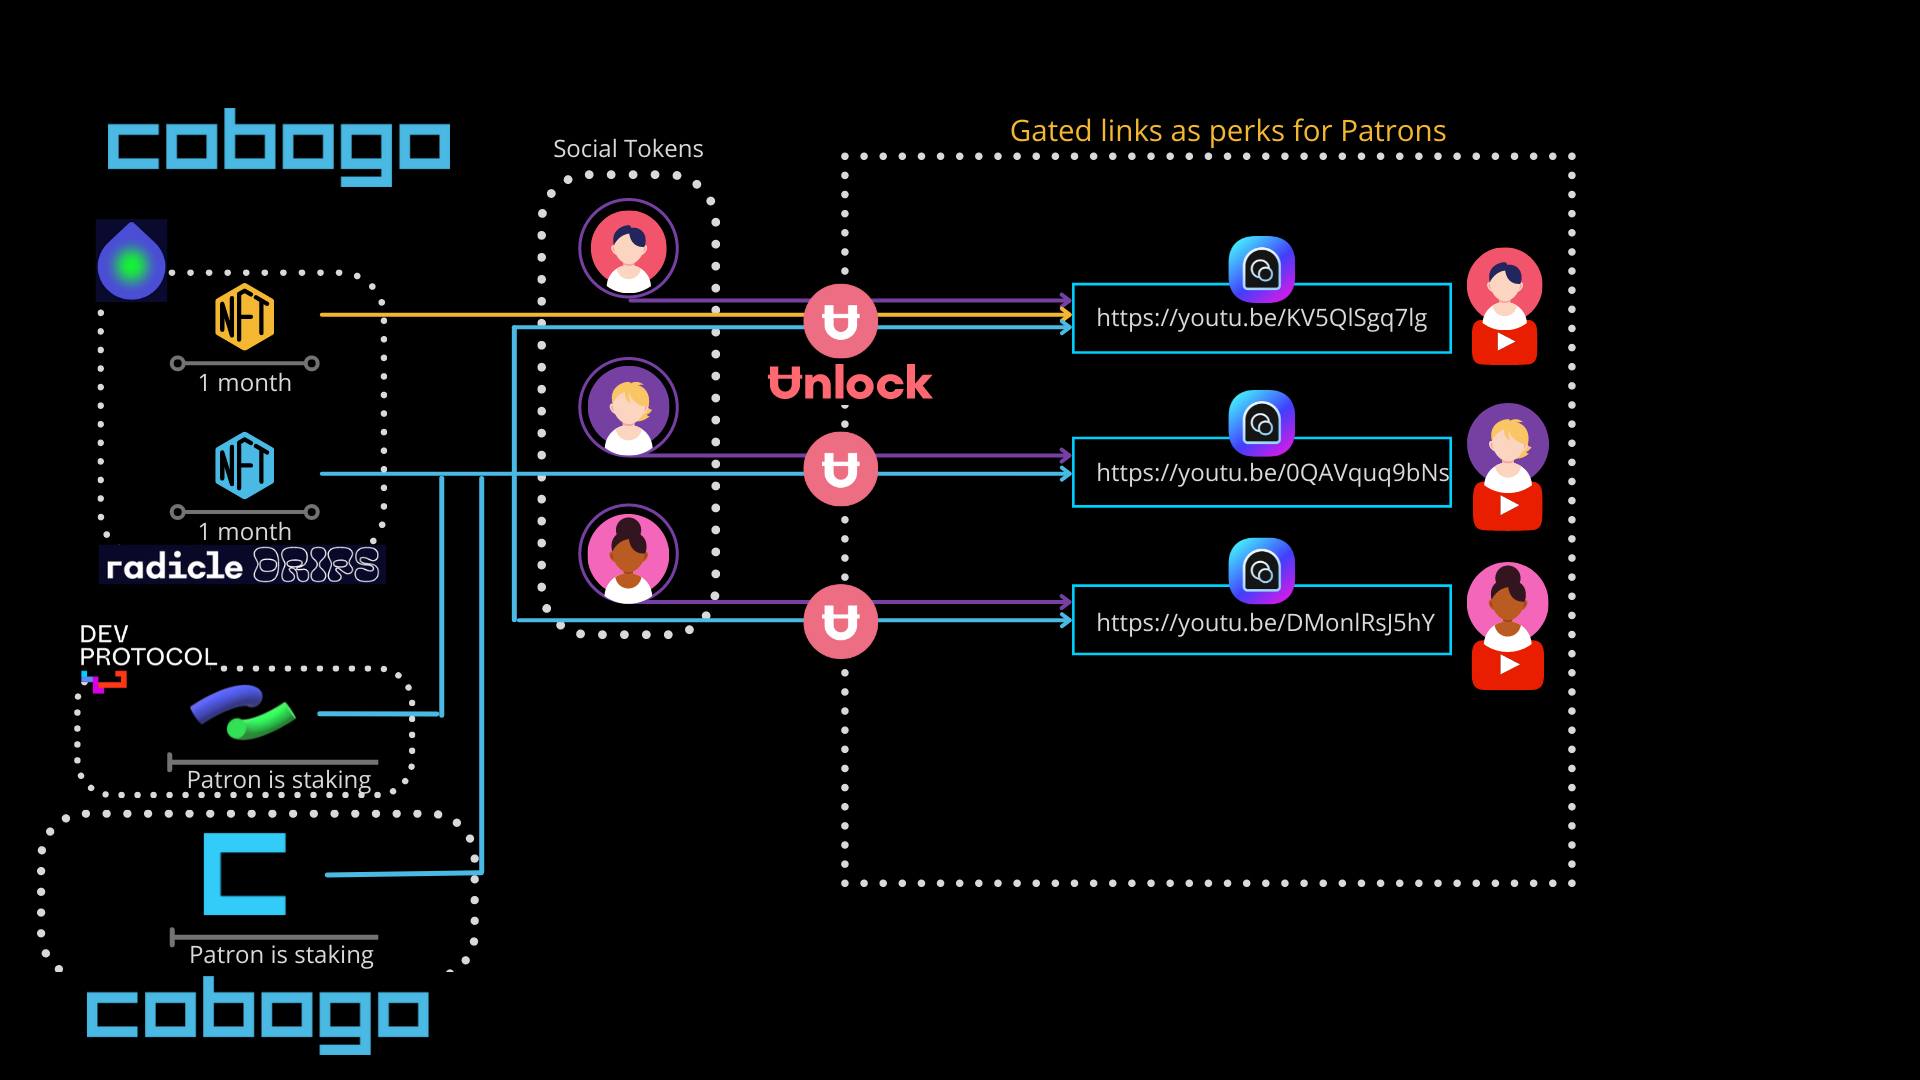 cobogo
Social Tokens
Gated links as perks for Patrons
NFT
1 month
https://youtu.be/KV5QlSgq7lg
Unlock
NFT
1 month
https://youtu.be/0QAVquq9bNs
radicle DRIPS
https://youtu.be/DMonlRsJ5hY
DEV
PROTOCOL
Patron is staking
Patron is staking
cobogo